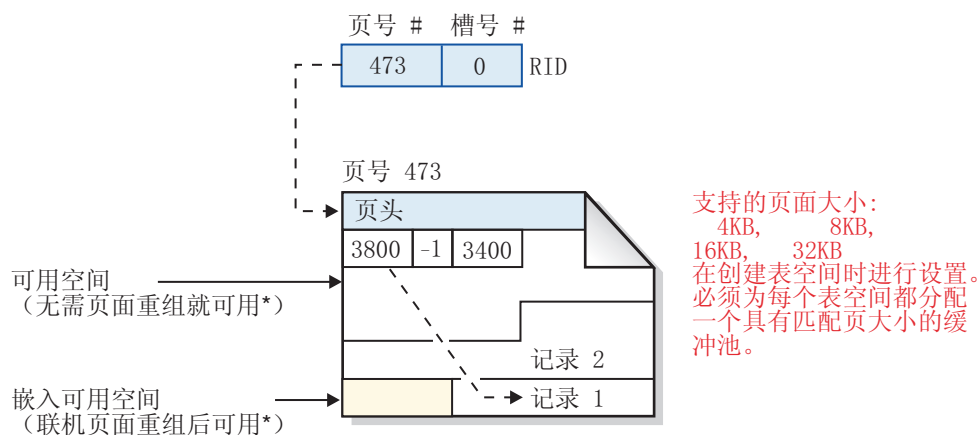 页号 # 槽号 #
473 0 RID
页号 473
页头
3800 -1 3400
可用空间
（无需页面重组就可用*）
记录 2
嵌入可用空间
（联机页面重组后可用*）
记录 1
支持的页面大小：
4KB, 8KB,
16KB, 32KB
在创建表空间时进行设置。
必须为每个表空间都分配
一个具有匹配页大小的缓
冲池。